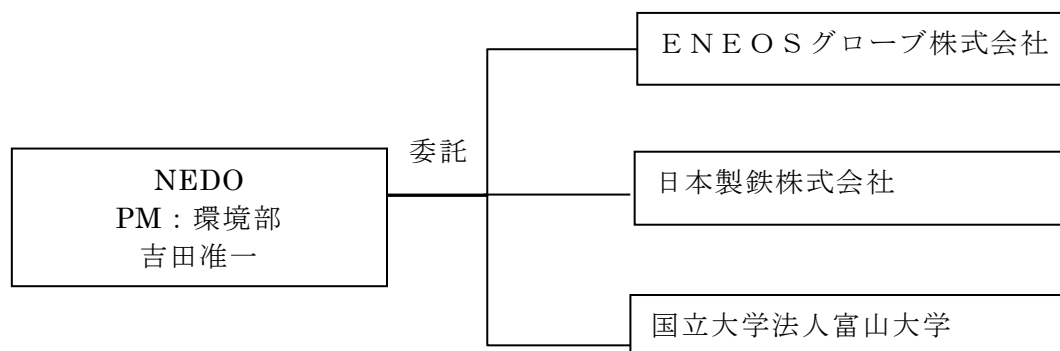 ＥＮＥＯＳグローブ株式会社
委託
NEDO
PM：環境部
吉田准一
日本製鉄株式会社
国立大学法人富山大学